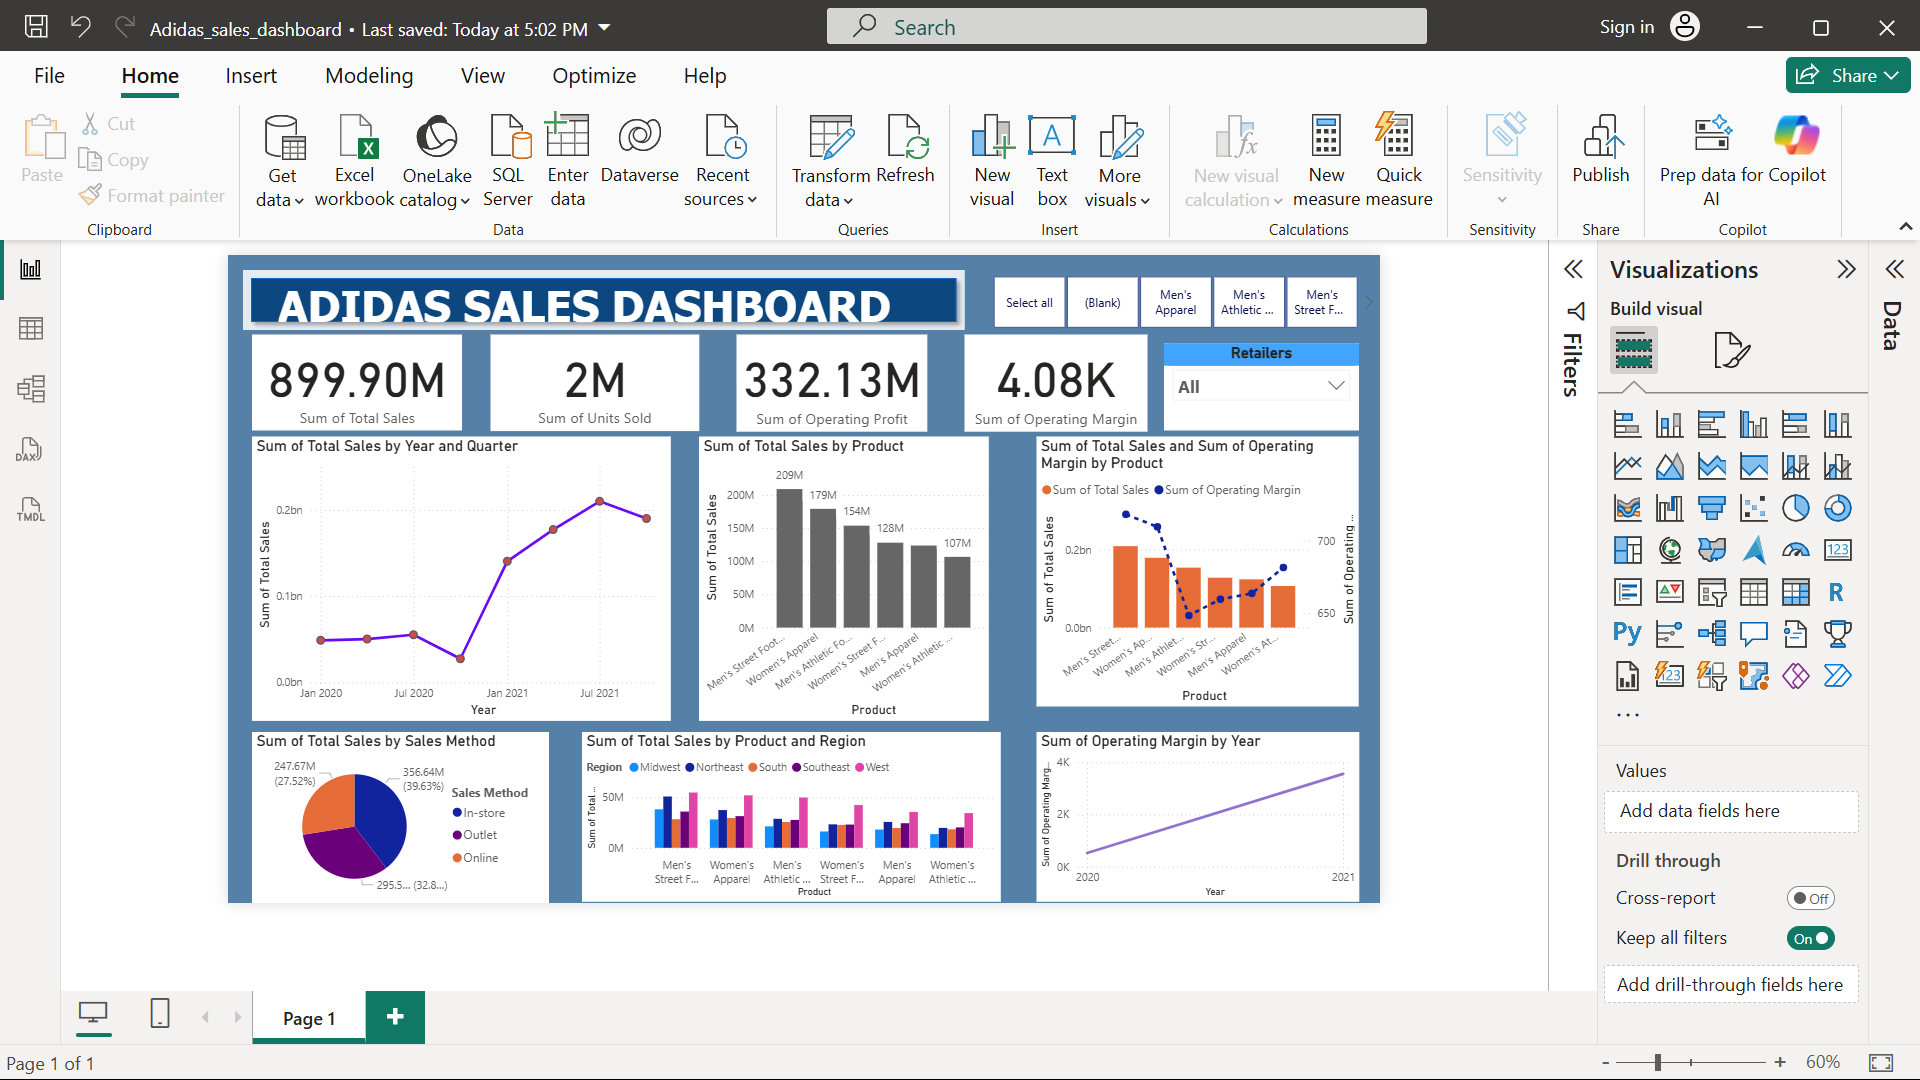 Adidas_sales_dashboard • Last saved: Today at 5:02 PM
Search
Sign in
File
Home
Insert
Modeling
View
Optimize
Help
Share
Paste
Cut
Copy
Format painter
Clipboard
Get data
Excel workbook
OneLake catalog
SQL Server
Enter data
Dataverse
Recent sources
Data
Transform data
Refresh
Queries
New visual
Text box
More visuals
Insert
New visual calculation
New measure
Quick measure
Calculations
Sensitivity
Sensitivity
Publish
Share
Prep data for AI
Copilot
Copilot
DAX
TMDL
ADIDAS SALES DASHBOARD
Select all
(Blank)
Men's Apparel
Men's Athletic ...
Men's Street F...
899.90M
Sum of Total Sales
2M
Sum of Units Sold
332.13M
Sum of Operating Profit
4.08K
Sum of Operating Margin
Retailers
All
Sum of Total Sales by Year and Quarter
Sum of Total Sales
0.2bn
0.1bn
0.0bn
Jan 2020
Jul 2020
Jan 2021
Jul 2021
Year
Sum of Total Sales by Product
Sum of Total Sales
200M
150M
100M
50M
0M
209M
179M
154M
128M
107M
Men's Street Foot...
Women's Apparel
Men's Athletic Fo...
Women's Street F...
Men's Apparel
Women's Athletic ...
Product
Sum of Total Sales and Sum of Operating
Margin by Product
Sum of Total Sales
Sum of Operating Margin
Sum of Total Sales
0.2bn
0.0bn
700
650
Sum of Operating ...
Men's Street...
Women's Ap...
Men's Athlet...
Women's Str...
Men's Apparel
Women's At...
Product
Sum of Total Sales by Sales Method
247.67M
(27.52%)
356.64M
(39.63%)
295.5... (32.8...)
Sales Method
In-store
Outlet
Online
Sum of Total Sales by Product and Region
Region
Midwest
Northeast
South
Southeast
West
Sum of Total ...
50M
0M
Men's Street F...
Women's Apparel
Men's Athletic ...
Women's Street F...
Men's Apparel
Women's Athletic ...
Product
Sum of Operating Margin by Year
Sum of Operating Marg...
4K
2K
0K
2020
2021
Year
Filters
Visualizations
Build visual
123
R
Py
123
...
Values
Add data fields here
Drill through
Cross-report
Off
Keep all filters
On
Add drill-through fields here
Data
Page 1
+
Page 1 of 1
-
+
60%